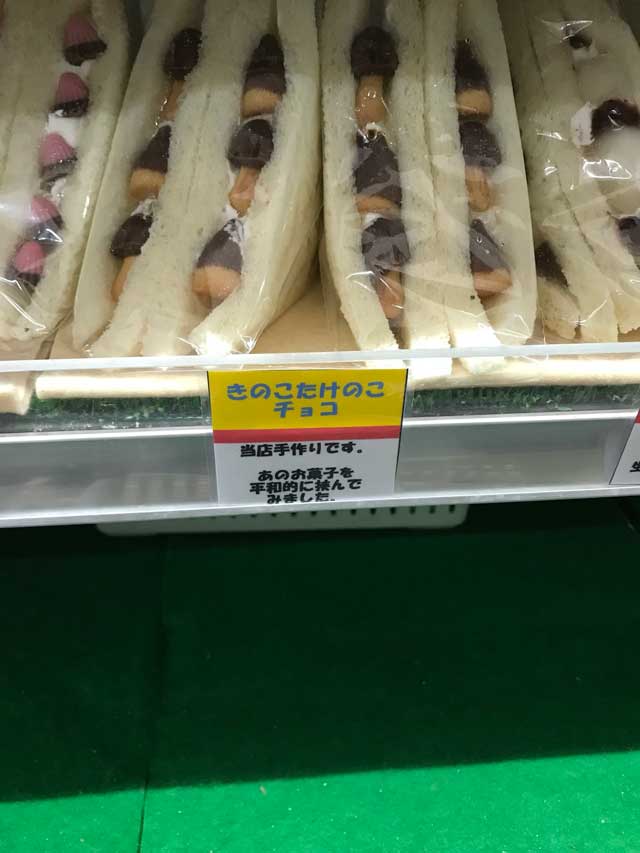 きのこたけのこ
チョコ
当店手作りです。
あのお菓子を
平和的に挟んで
みました。